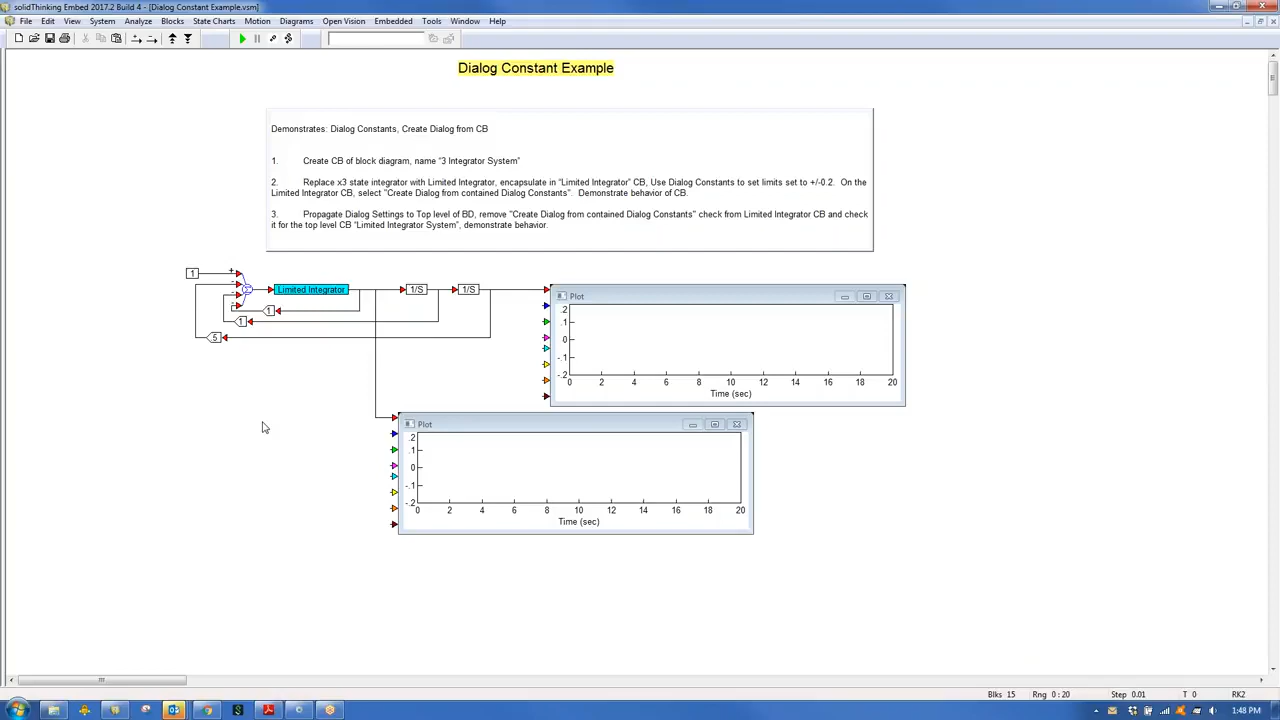 solidThinking Embed 2017.2 Build 4 - [Dialog Constant Example.vsm]
File Edit View System Analyze Blocks State Charts Motion Diagrams Open Vision Embedded Tools Window Help
Dialog Constant Example
Demonstrates: Dialog Constants, Create Dialog from CB
1. Create CB of block diagram, name "3 Integrator System"
2. Replace x3 state integrator with Limited Integrator, encapsulate in "Limited Integrator" CB, Use Dialog Constants to set limits set to +/-0.2. On the
Limited Integrator CB, select "Create Dialog from contained Dialog Constants". Demonstrate behavior of CB.
3. Propagate Dialog Settings to Top level of BD, remove "Create Dialog from contained Dialog Constants" check from Limited Integrator CB and check
it for the top level CB "Limited Integrator System", demonstrate behavior.
1
Limited Integrator
1/S
1/S
1
1
.5
Plot
.2
.1
0
-.1
-.2
0 2 4 6 8 10 12 14 16 18 20
Time (sec)
Plot
.2
.1
0
-.1
-.2
0 2 4 6 8 10 12 14 16 18 20
Time (sec)
Blks 15 Rng 0 : 20 Step 0.01 T 0 RK2
1:48 PM